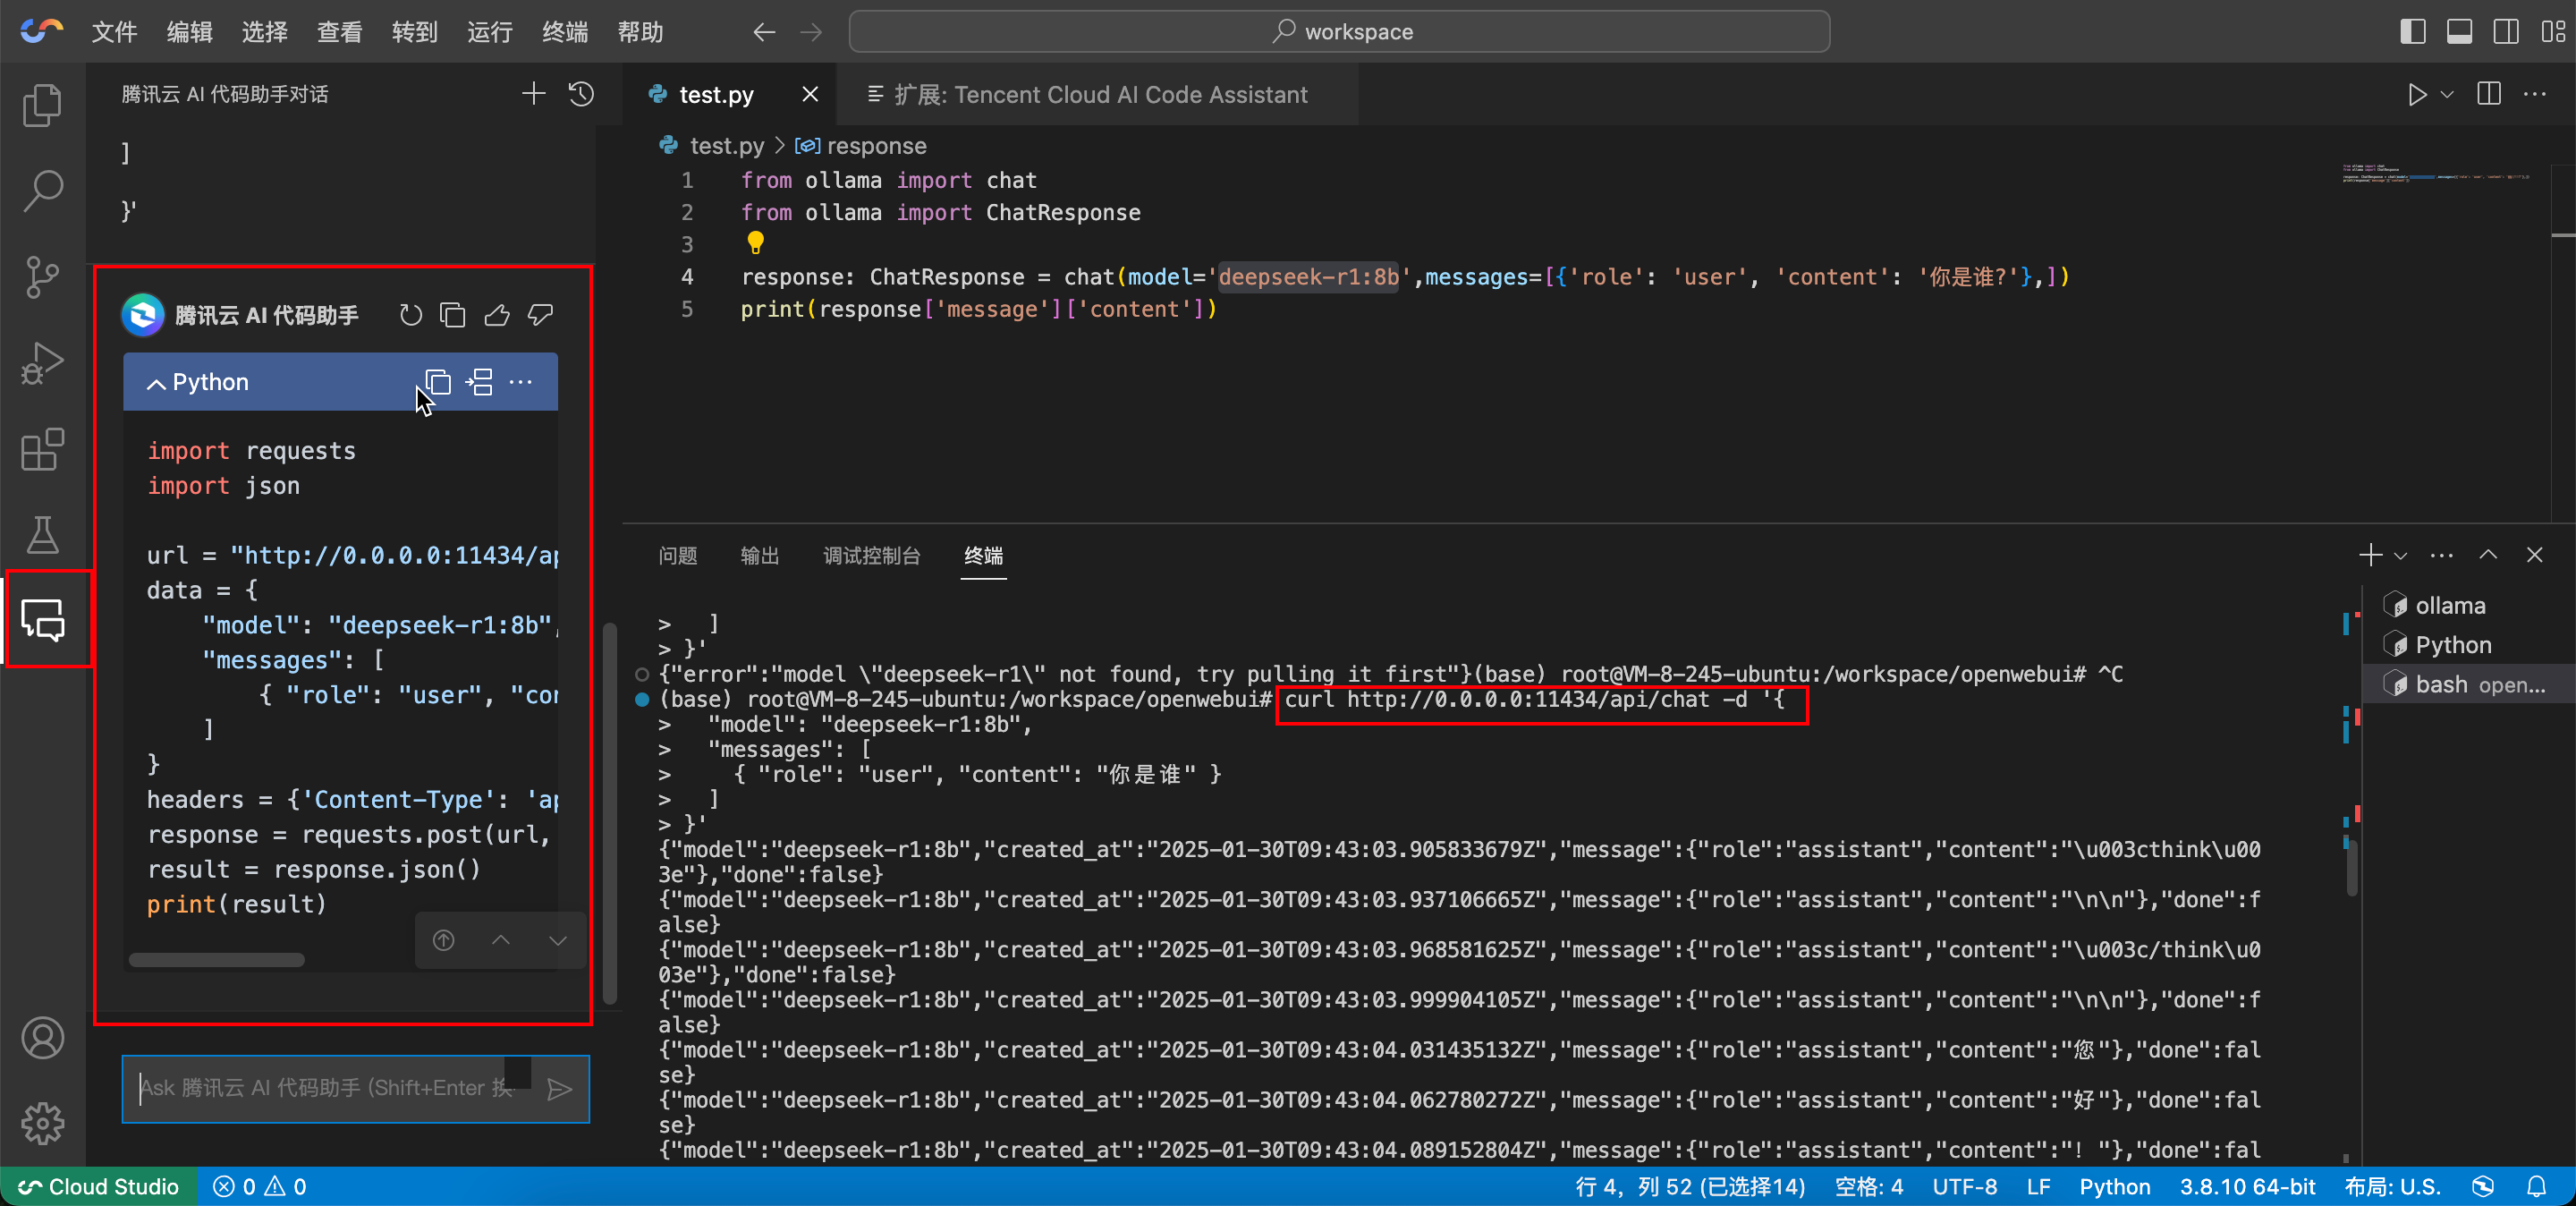 文件 编辑 选择 查看 转到 运行 终端 帮助
workspace
腾讯云 AI 代码助手对话
]
}'
腾讯云 AI 代码助手
Python
import requests
import json
url = "http://0.0.0.0:11434/ap
data = {
"model": "deepseek-r1:8b",
"messages": [
{ "role": "user", "con
]
}
headers = {'Content-Type': 'ap
response = requests.post(url,
result = response.json()
print(result)
Ask 腾讯云 AI 代码助手 (Shift+Enter 换
test.py
扩展: Tencent Cloud AI Code Assistant
test.py > response
1 from ollama import chat
2 from ollama import ChatResponse
3
4 response: ChatResponse = chat(model='deepseek-r1:8b',messages=[{'role': 'user', 'content': '你是谁?'},])
5 print(response['message']['content'])
问题 输出 调试控制台 终端
> ]
> }'
{"error":"model \"deepseek-r1\" not found, try pulling it first"}(base) root@VM-8-245-ubuntu:/workspace/openwebui# ^C
(base) root@VM-8-245-ubuntu:/workspace/openwebui# curl http://0.0.0.0:11434/api/chat -d '{
> "model": "deepseek-r1:8b",
> "messages": [
> { "role": "user", "content": "你是谁" }
> ]
> }'
{"model":"deepseek-r1:8b","created_at":"2025-01-30T09:43:03.905833679Z","message":{"role":"assistant","content":"\u003cthink\u00
3e"},"done":false}
{"model":"deepseek-r1:8b","created_at":"2025-01-30T09:43:03.937106665Z","message":{"role":"assistant","content":"\n\n"},"done":f
alse}
{"model":"deepseek-r1:8b","created_at":"2025-01-30T09:43:03.968581625Z","message":{"role":"assistant","content":"\u003c/think\u0
03e"},"done":false}
{"model":"deepseek-r1:8b","created_at":"2025-01-30T09:43:03.999904105Z","message":{"role":"assistant","content":"\n\n"},"done":f
alse}
{"model":"deepseek-r1:8b","created_at":"2025-01-30T09:43:04.031435132Z","message":{"role":"assistant","content":"您"},"done":fal
se}
{"model":"deepseek-r1:8b","created_at":"2025-01-30T09:43:04.062780272Z","message":{"role":"assistant","content":"好"},"done":fal
se}
{"model":"deepseek-r1:8b","created_at":"2025-01-30T09:43:04.089152804Z","message":{"role":"assistant","content":"！"},"done":fal
ollama
Python
bash open...
Cloud Studio
0 0
行 4，列 52 (已选择14)
空格: 4
UTF-8
LF
Python
3.8.10 64-bit
布局: U.S.